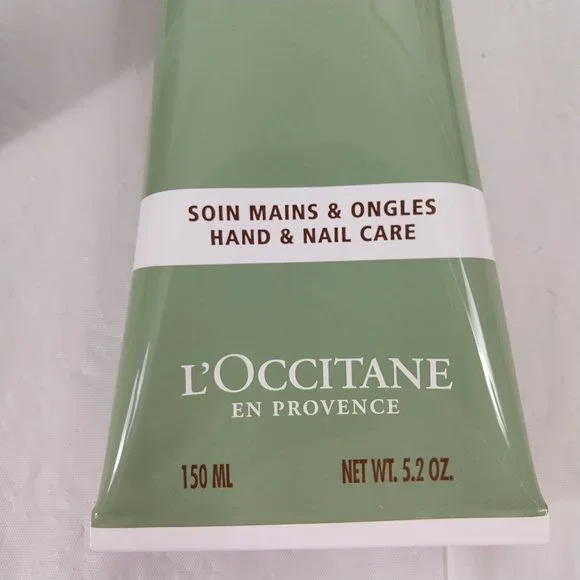 SOIN MAINS & ONGLES
HAND & NAIL CARE
L'OCCITANE
EN PROVENCE
150 ML NET WT. 5.2 OZ.